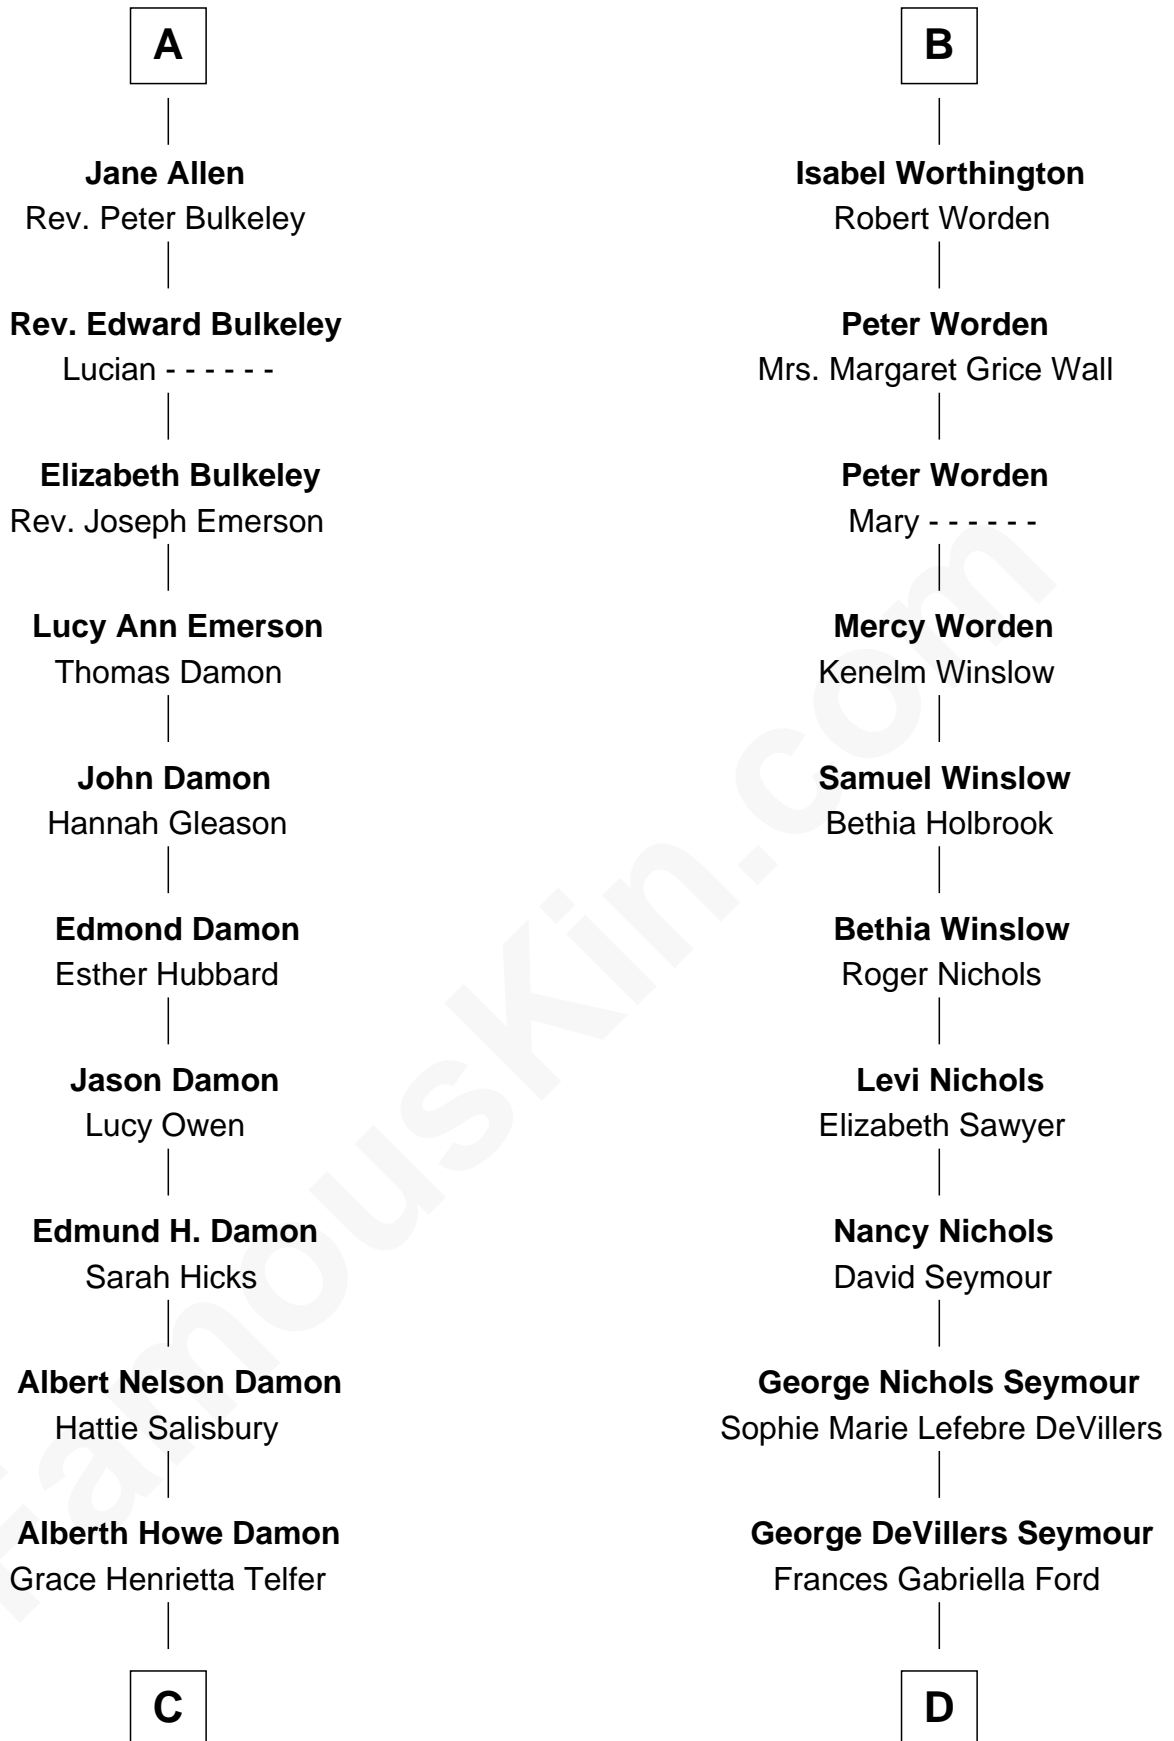 A
Jane Allen
Rev. Peter Bulkeley
Rev. Edward Bulkeley
Lucian - - - - - -
Elizabeth Bulkeley
Rev. Joseph Emerson
Lucy Ann Emerson
Thomas Damon
John Damon
Hannah Gleason
Edmond Damon
Esther Hubbard
Jason Damon
Lucy Owen
Edmund H. Damon
Sarah Hicks
Albert Nelson Damon
Hattie Salisbury
Alberth Howe Damon
Grace Henrietta Telfer
C
B
Isabel Worthington
Robert Worden
Peter Worden
Mrs. Margaret Grice Wall
Peter Worden
Mary - - - - - -
Mercy Worden
Kenelm Winslow
Samuel Winslow
Bethia Holbrook
Bethia Winslow
Roger Nichols
Levi Nichols
Elizabeth Sawyer
Nancy Nichols
David Seymour
George Nichols Seymour
Sophie Marie Lefebre DeVillers
George DeVillers Seymour
Frances Gabriella Ford
D
FamousKin.com